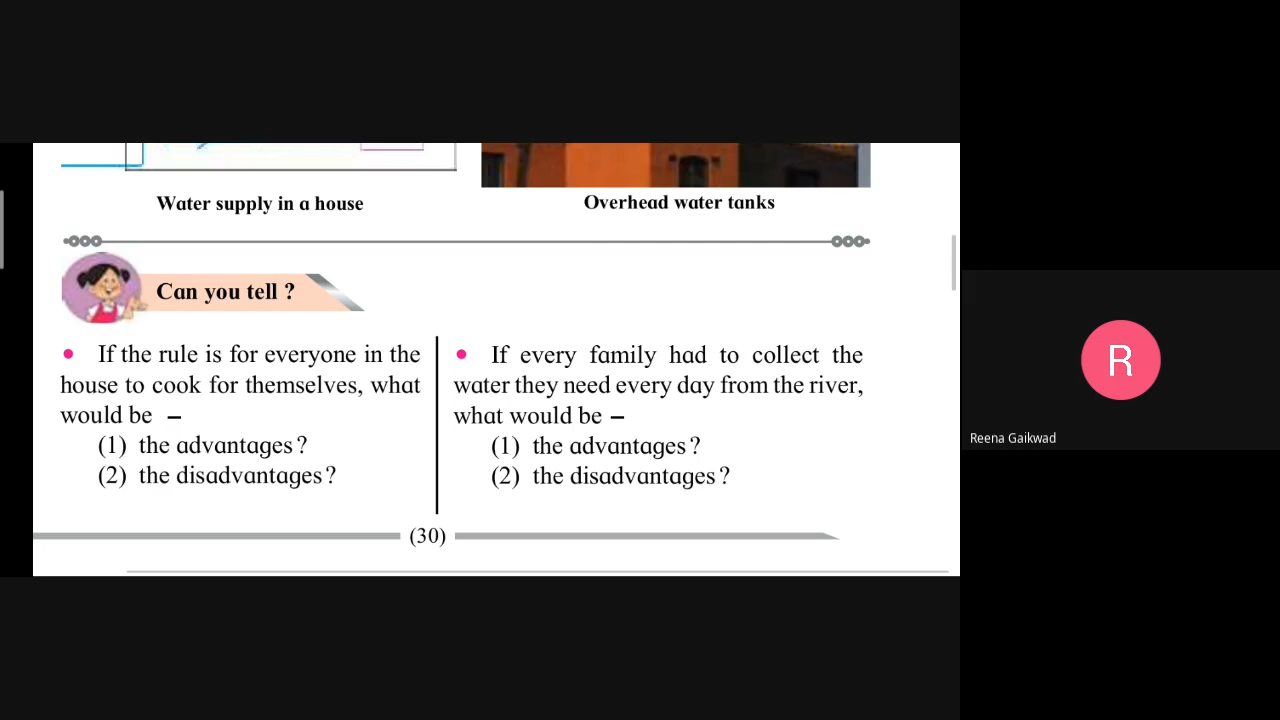 Water supply in a house
Overhead water tanks
Can you tell ?
• If the rule is for everyone in the
house to cook for themselves, what
would be –
(1) the advantages?
(2) the disadvantages?
• If every family had to collect the
water they need every day from the river,
what would be –
(1) the advantages?
(2) the disadvantages?
(30)
R
Reena Gaikwad